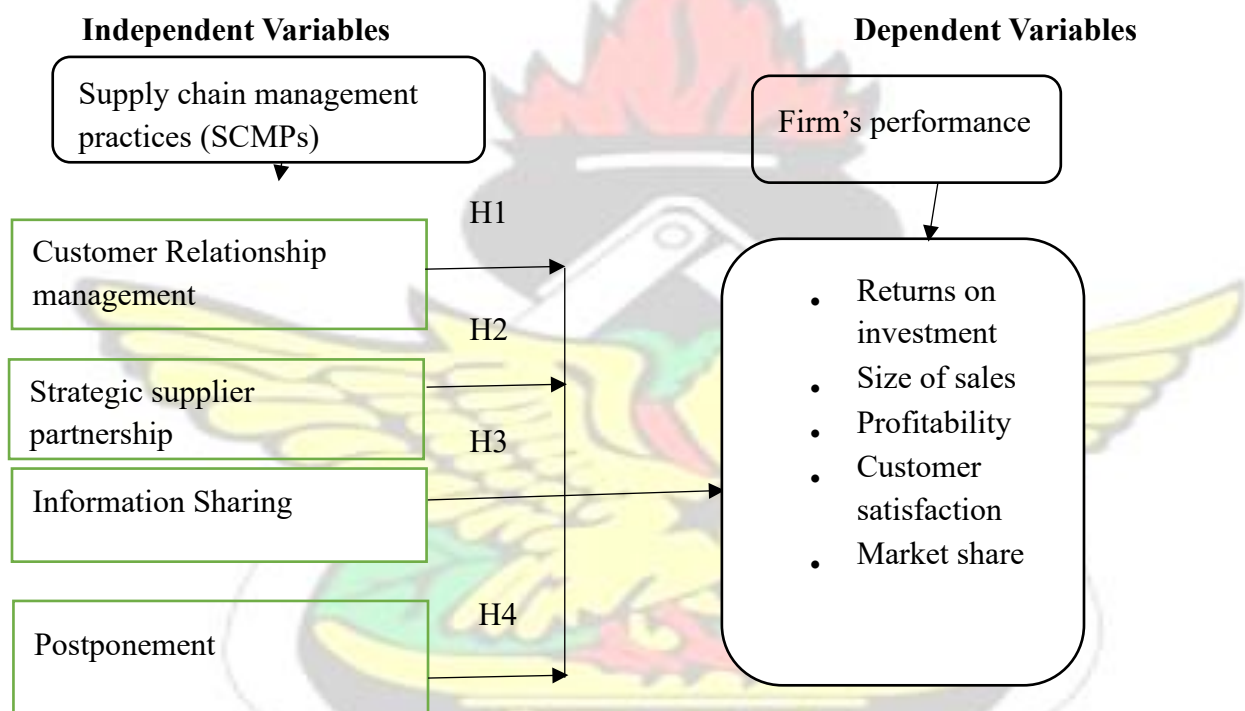 Independent Variables
Dependent Variables
Supply chain management
practices (SCMPs)
Firm’s performance
H1
Customer Relationship
management
H2
Strategic supplier
partnership
H3
Information Sharing
H4
Postponement
• Returns on
investment
• Size of sales
• Profitability
• Customer
satisfaction
• Market share